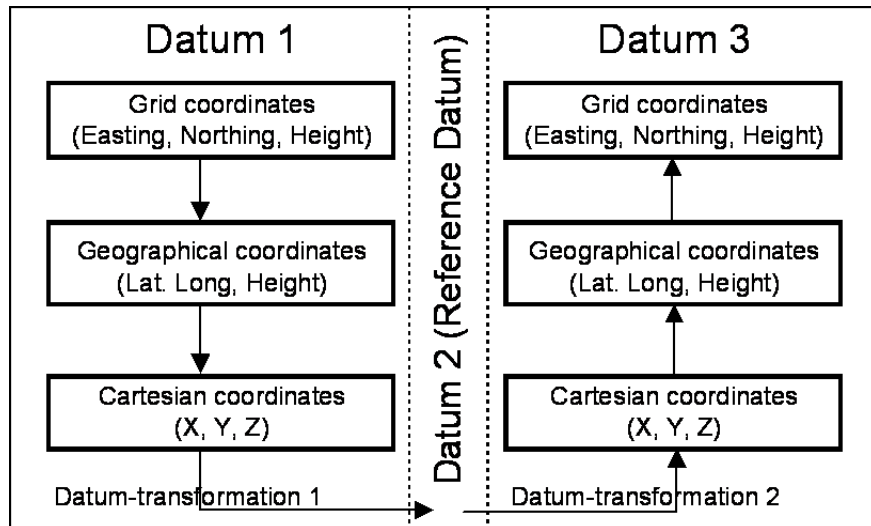 Datum 1
Grid coordinates
(Easting, Northing, Height)
Geographical coordinates
(Lat. Long, Height)
Cartesian coordinates
(X, Y, Z)
Datum-transformation 1
Datum 2 (Reference Datum)
Datum 3
Grid coordinates
(Easting, Northing, Height)
Geographical coordinates
(Lat. Long, Height)
Cartesian coordinates
(X, Y, Z)
Datum-transformation 2